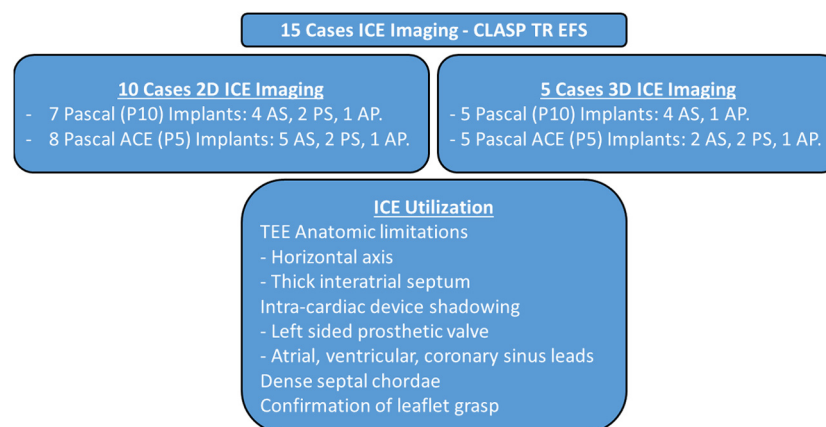 15 Cases ICE Imaging - CLASP TR EFS
10 Cases 2D ICE Imaging
- 7 Pascal (P10) Implants: 4 AS, 2 PS, 1 AP.
- 8 Pascal ACE (P5) Implants: 5 AS, 2 PS, 1 AP.
5 Cases 3D ICE Imaging
- 5 Pascal (P10) Implants: 4 AS, 1 AP.
- 5 Pascal ACE (P5) Implants: 2 AS, 2 PS, 1 AP.
ICE Utilization
TEE Anatomic limitations
- Horizontal axis
- Thick interatrial septum
Intra-cardiac device shadowing
- Left sided prosthetic valve
- Atrial, ventricular, coronary sinus leads
Dense septal chordae
Confirmation of leaflet grasp